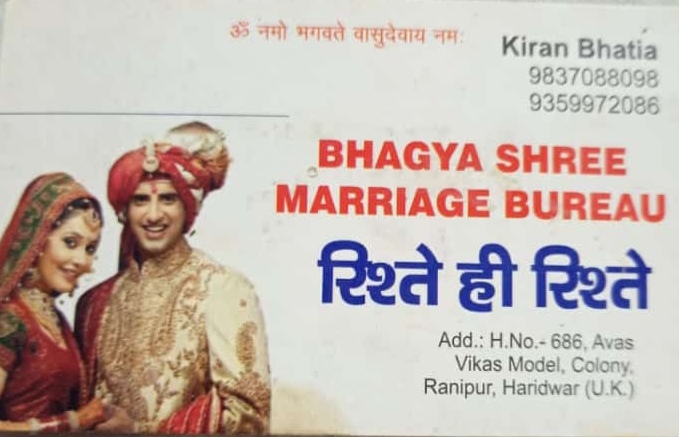 ॐ नमो भगवते वासुदेवाय नमः
Kiran Bhatia
9837088098
9359972086
BHAGYA SHREE
MARRIAGE BUREAU
रिश्ते ही रिश्ते
Add.: H.No.- 686, Avas
Vikas Model, Colony,
Ranipur, Haridwar (U.K.)